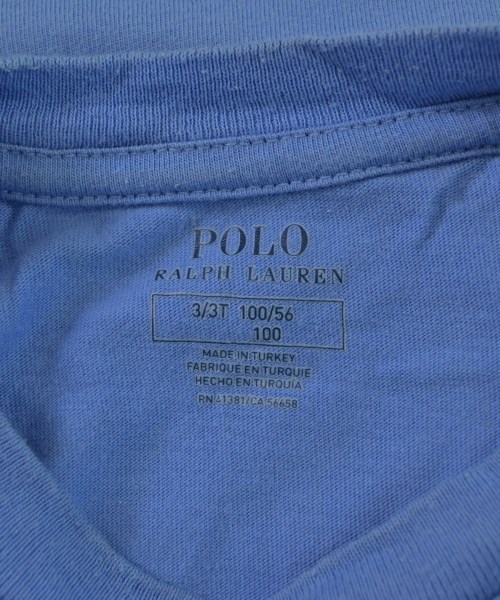 POLO
RALPH LAUREN
3/3T 100/56
100
MADE IN TURKEY
FABRIQUÉ EN TURQUIE
HECHO EN TURQUIA
RN 41381/CA 56658